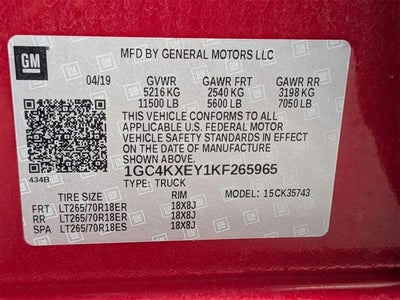 GM
MFD BY GENERAL MOTORS LLC
04/19 GVWR GAWR FRT GAWR RR
5216 KG 2540 KG 3198 KG
11500 LB 5600 LB 7050 LB
THIS VEHICLE CONFORMS TO ALL
APPLICABLE U.S. FEDERAL MOTOR
VEHICLE SAFETY STANDARDS IN EFFECT
ON THE DATE OF MANUFACTURE
SHOWN ABOVE.
1GC4KXEY1KF265965
434B TYPE: TRUCK
MODEL: 15CK35743
TIRE SIZE RIM
FRT LT265/70R18ER 18X8J
RR LT265/70R18ER 18X8J
SPA LT265/70R18ES 18X8J